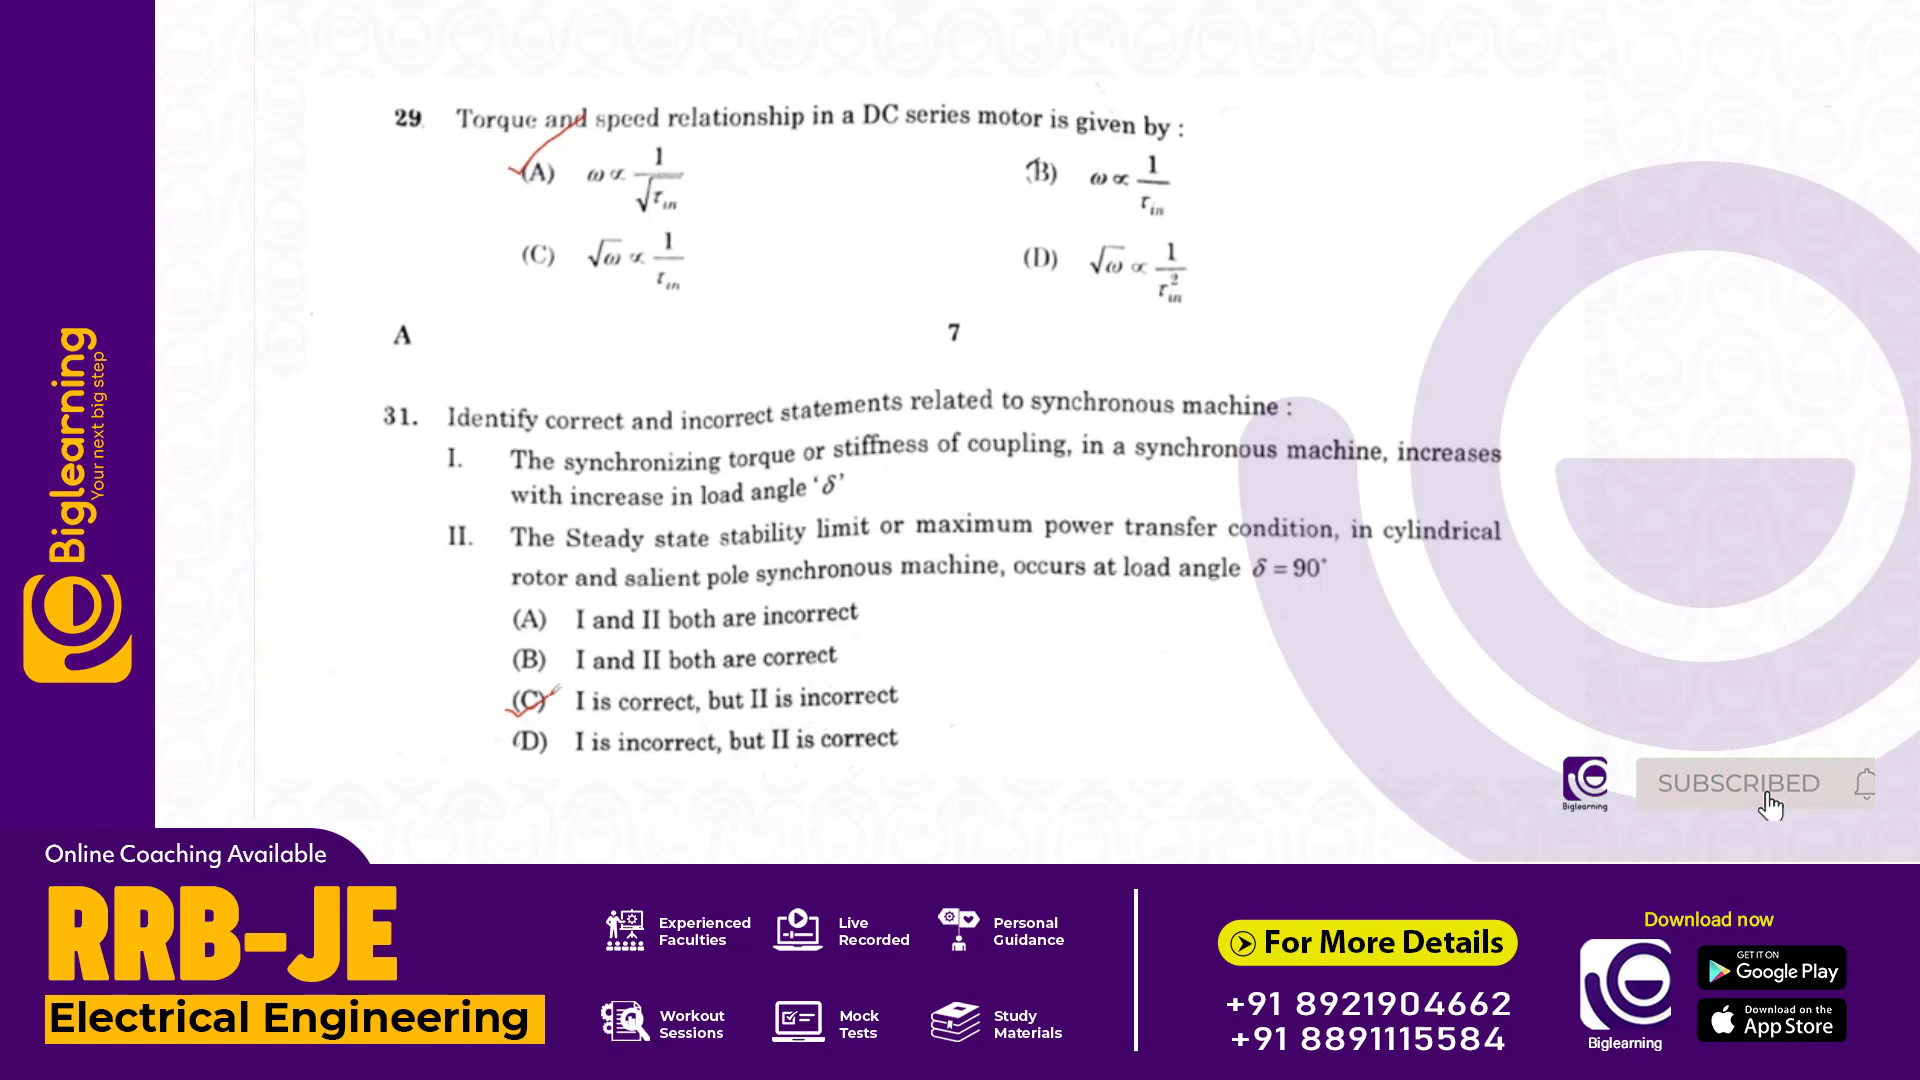 29. Torque and speed relationship in a DC series motor is given by :
(A) ω ∝ 1/√τin
(B) ω ∝ 1/τin
(C) √ω ∝ 1/τin
(D) √ω ∝ 1/τ²in
A 7
31. Identify correct and incorrect statements related to synchronous machine :
I. The synchronizing torque or stiffness of coupling, in a synchronous machine, increases
with increase in load angle ‘δ’
II. The Steady state stability limit or maximum power transfer condition, in cylindrical
rotor and salient pole synchronous machine, occurs at load angle δ = 90°
(A) I and II both are incorrect
(B) I and II both are correct
(C) I is correct, but II is incorrect
(D) I is incorrect, but II is correct
Biglearning
Your next big step
Biglearning
SUBSCRIBED
Online Coaching Available
RRB-JE
Electrical Engineering
Experienced
Faculties
Live
Recorded
Personal
Guidance
Workout
Sessions
Mock
Tests
Study
Materials
For More Details
+91 8921904662
+91 8891115584
Download now
Biglearning
GET IT ON
Google Play
Download on the
App Store